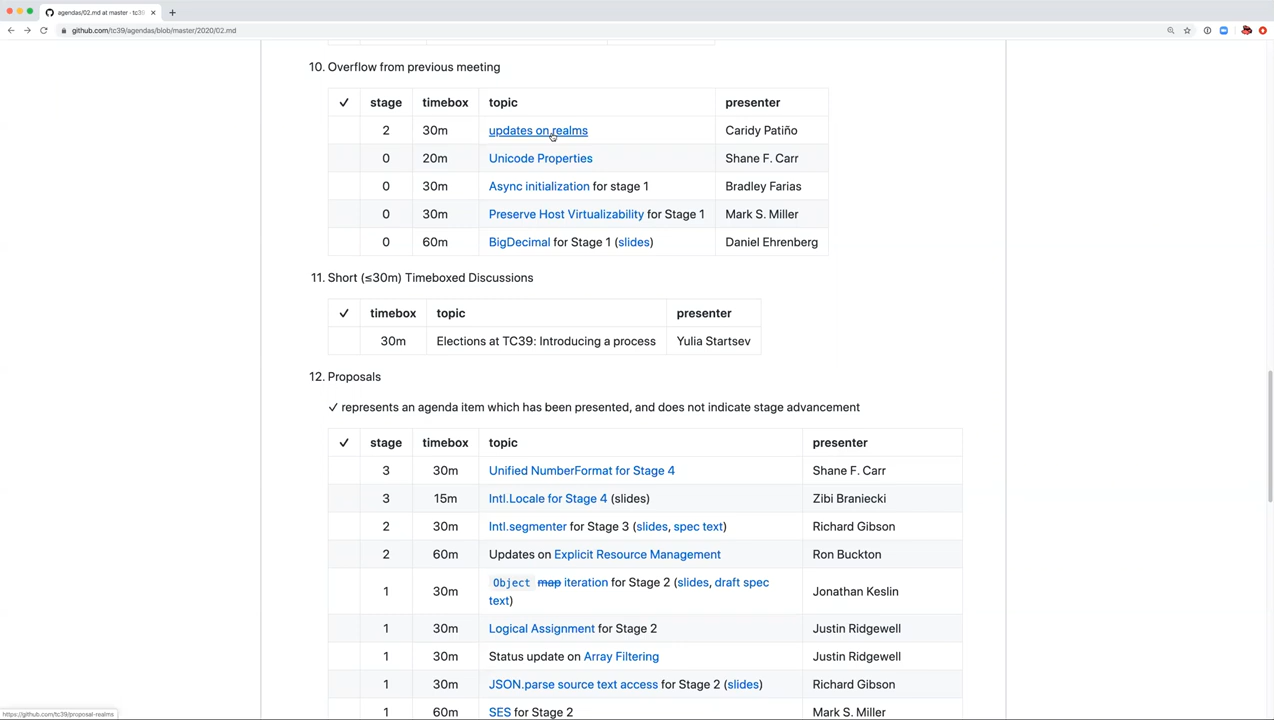 agendas/02.md at master · tc39
github.com/tc39/agendas/blob/master/2020/02.md
10. Overflow from previous meeting
✓ stage timebox topic presenter
2 30m updates on realms Caridy Patiño
0 20m Unicode Properties Shane F. Carr
0 30m Async initialization for stage 1 Bradley Farias
0 30m Preserve Host Virtualizability for Stage 1 Mark S. Miller
0 60m BigDecimal for Stage 1 (slides) Daniel Ehrenberg
11. Short (≤30m) Timeboxed Discussions
✓ timebox topic presenter
30m Elections at TC39: Introducing a process Yulia Startsev
12. Proposals
✓ represents an agenda item which has been presented, and does not indicate stage advancement
✓ stage timebox topic presenter
3 30m Unified NumberFormat for Stage 4 Shane F. Carr
3 15m Intl.Locale for Stage 4 (slides) Zibi Braniecki
2 30m Intl.segmenter for Stage 3 (slides, spec text) Richard Gibson
2 60m Updates on Explicit Resource Management Ron Buckton
1 30m Object map iteration for Stage 2 (slides, draft spec text) Jonathan Keslin
1 30m Logical Assignment for Stage 2 Justin Ridgewell
1 30m Status update on Array Filtering Justin Ridgewell
1 30m JSON.parse source text access for Stage 2 (slides) Richard Gibson
1 60m SES for Stage 2 Mark S. Miller
https://github.com/tc39/proposal-realms